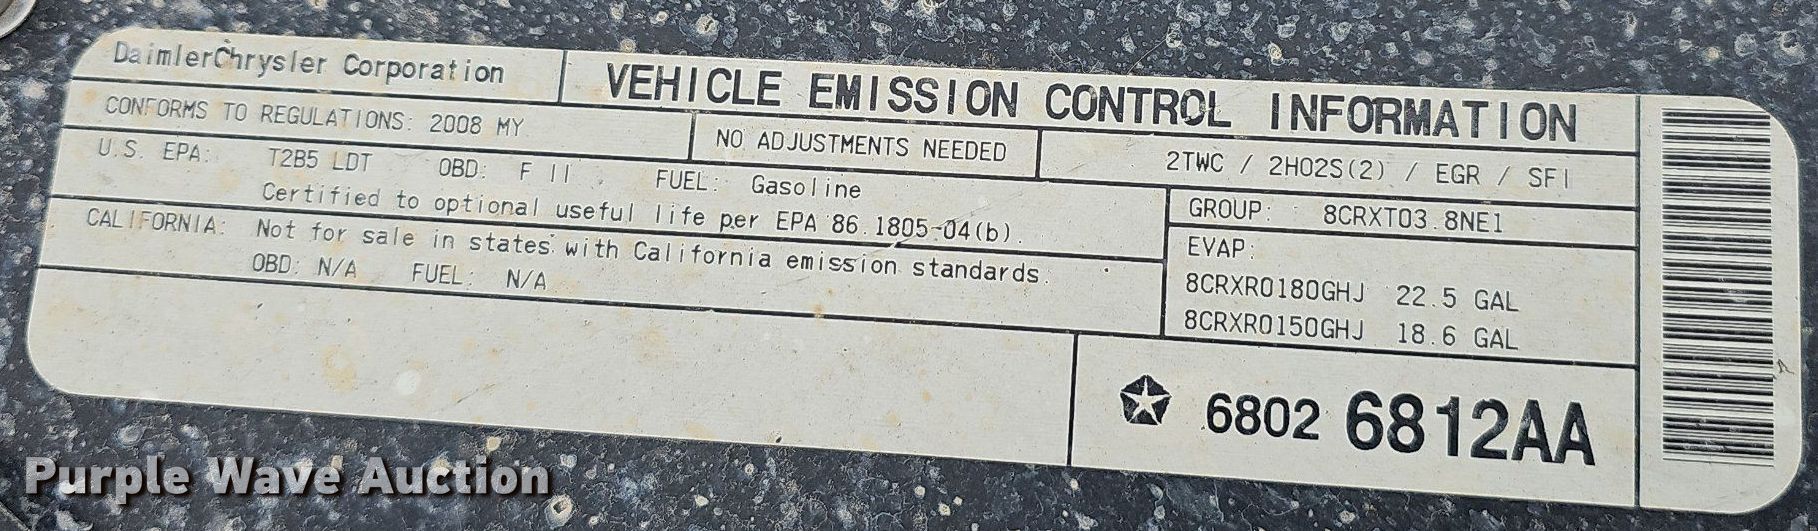 DaimlerChrysler Corporation
VEHICLE EMISSION CONTROL INFORMATION
CONFORMS TO REGULATIONS: 2008 MY
NO ADJUSTMENTS NEEDED
2TWC / 2HO2S(2) / EGR / SFI
U.S. EPA: T2B5 LDT OBD: F II FUEL: Gasoline
Certified to optional useful life per EPA 86.1805-04(b).
CALIFORNIA: Not for sale in states with California emission standards.
OBD: N/A FUEL: N/A
GROUP: 8CRXT03.8NE1
EVAP:
8CRXR0180GHJ 22.5 GAL
8CRXR0150GHJ 18.6 GAL
6802 6812AA
Purple Wave Auction